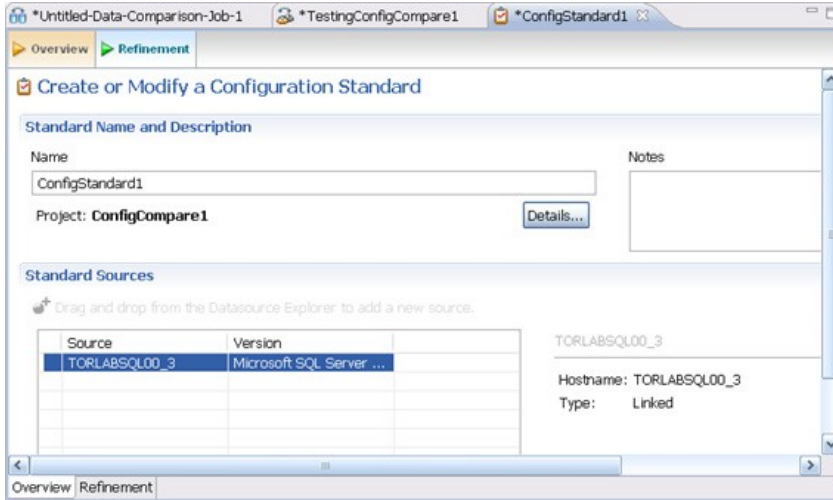 *Untitled-Data-Comparison-Job-1 *TestingConfigCompare1 *ConfigStandard1
Overview Refinement
Create or Modify a Configuration Standard
Standard Name and Description
Name Notes
ConfigStandard1
Project: ConfigCompare1 Details...
Standard Sources
Drag and drop from the Datasource Explorer to add a new source.
Source Version TORLABSQL00_3
TORLABSQL00_3 Microsoft SQL Server ...
Hostname: TORLABSQL00_3
Type: Linked
Overview Refinement